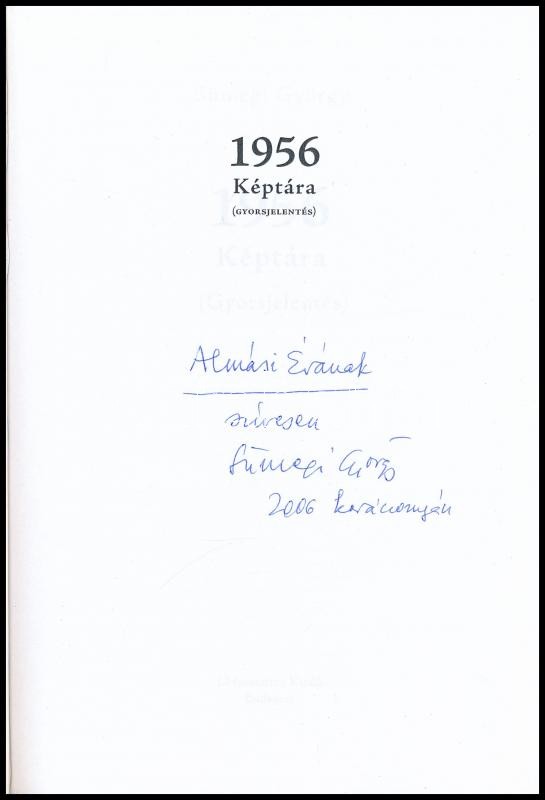 1956
Képtára
(GYORSJELENTÉS)
Almási Évának
szívesen
Sümegi György
2006 karácsonyán